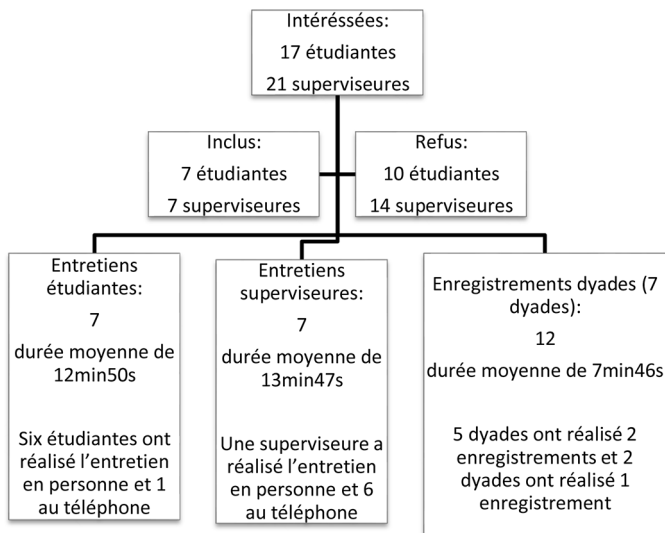 Intéréssées:
17 étudiantes
21 superviseures
Inclus:
7 étudiantes
7 superviseures
Refus:
10 étudiantes
14 superviseures
Entretiens
étudiantes:
7
durée moyenne de
12min50s
Six étudiantes ont
réalisé l’entretien
en personne et 1
au téléphone
Entretiens
superviseures:
7
durée moyenne de
13min47s
Une superviseure a
réalisé l’entretien
en personne et 6
au téléphone
Enregistrements dyades (7
dyades):
12
durée moyenne de 7min46s
5 dyades ont réalisé 2
enregistrements et 2
dyades ont réalisé 1
enregistrement